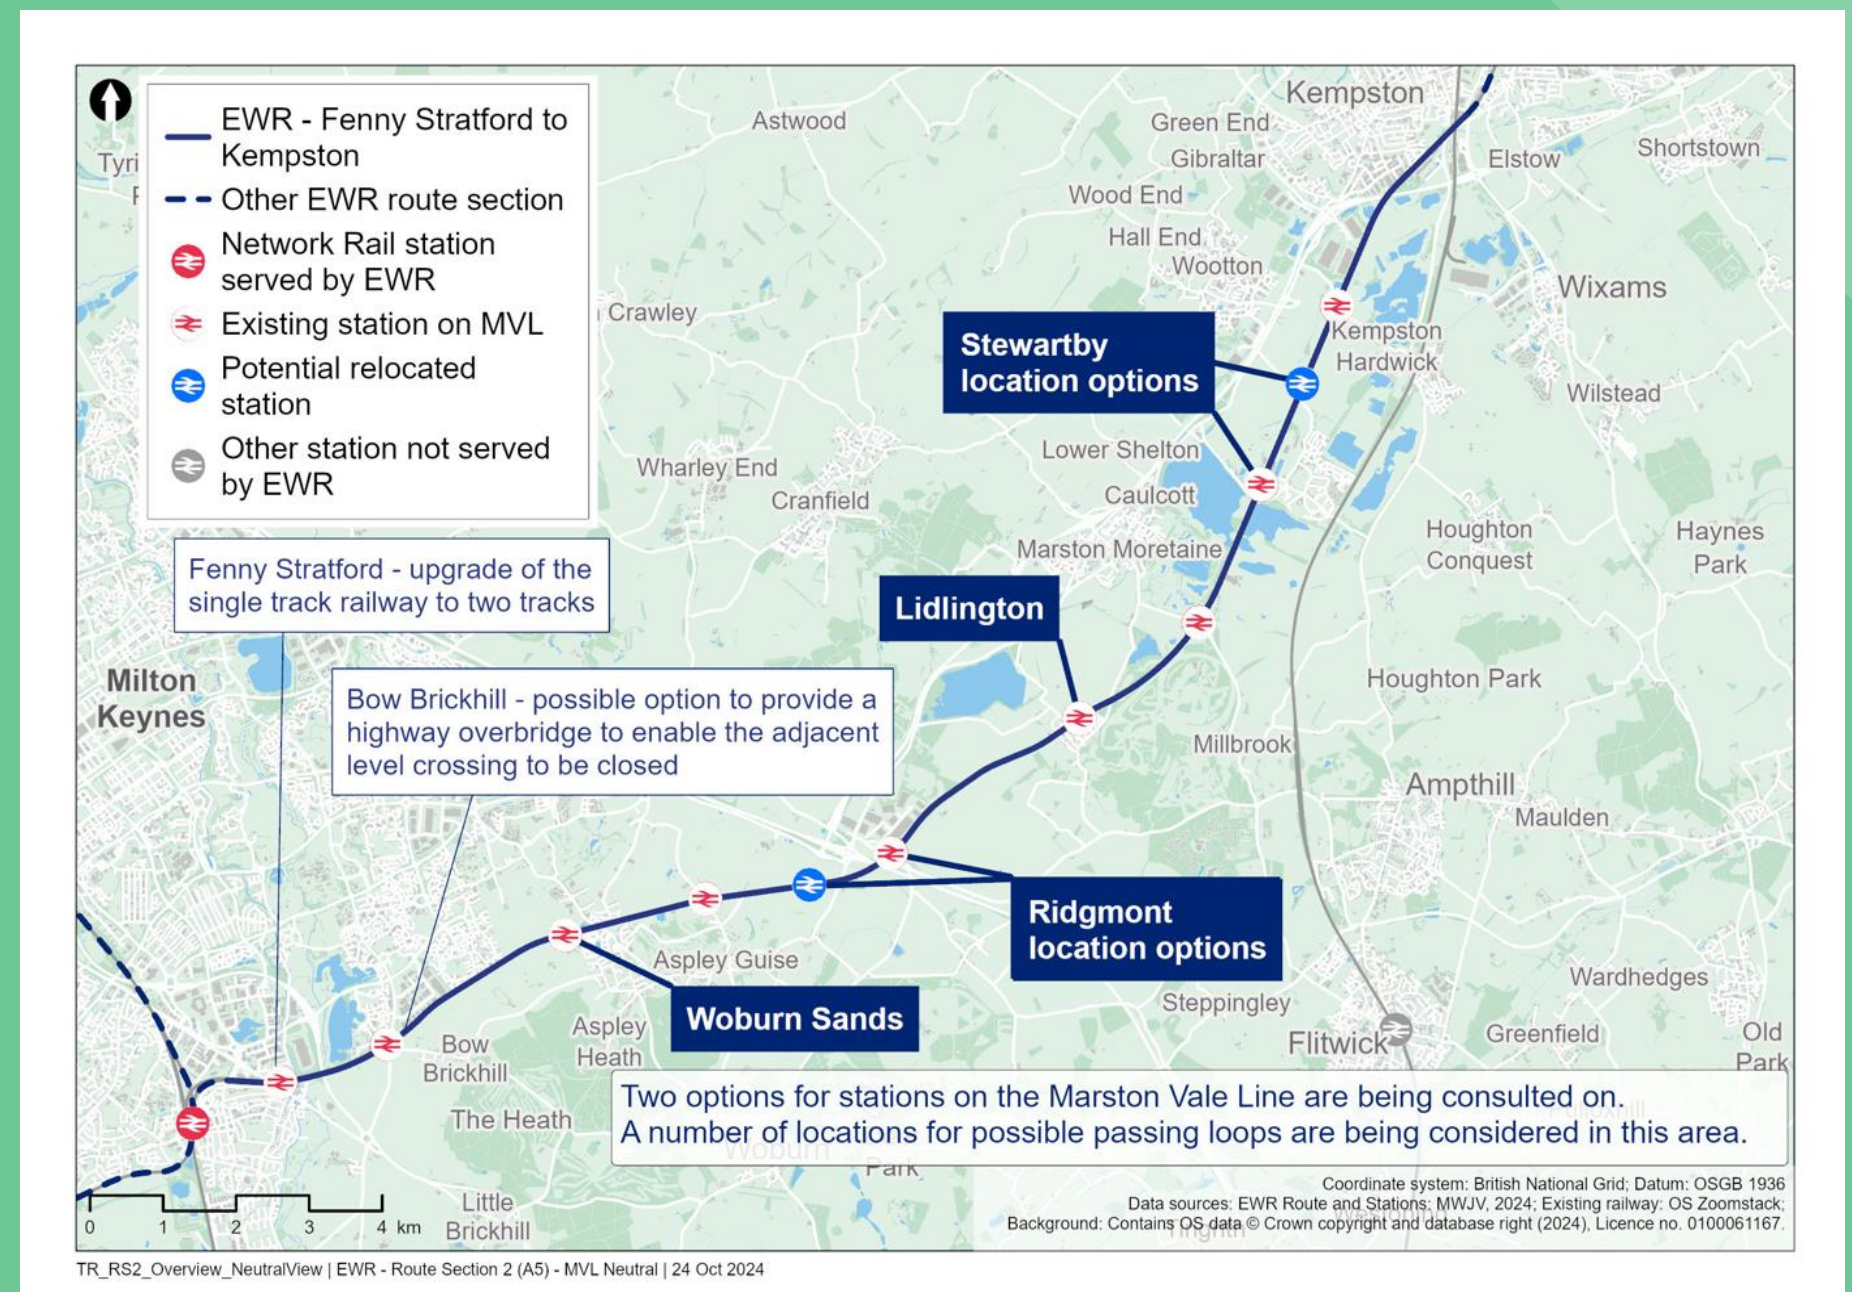 EWR - Fenny Stratford to
Kempston
Other EWR route section
Network Rail station
served by EWR
Existing station on MVL
Potential relocated
station
Other station not served
by EWR
Kempston
Astwood
Green End
Gibraltar
Elstow
Shortstown
Tyri
Wood End
Hall End
Wootton
Wixams
Crawley
Kempston
Hardwick
Stewartby
location options
Wilstead
Lower Shelton
Wharley End
Cranfield
Caulcott
Marston Moretaine
Houghton
Conquest
Haynes
Park
Fenny Stratford - upgrade of the
single track railway to two tracks
Lidlington
Milton
Keynes
Bow Brickhill - possible option to provide a
highway overbridge to enable the adjacent
level crossing to be closed
Houghton Park
Millbrook
Ampthill
Maulden
Ridgmont
location options
Aspley Guise
Woburn Sands
Wardhedges
Steppingley
Flitwick
Greenfield
Old
Park
Aspley
Heath
Bow
Brickhill
The Heath
Two options for stations on the Marston Vale Line are being consulted on.
A number of locations for possible passing loops are being considered in this area.
Woburn
Park
Little
Brickhill
0 1 2 3 4 km
Coordinate system: British National Grid; Datum: OSGB 1936
Data sources: EWR Route and Stations: MWJV, 2024; Existing railway: OS Zoomstack;
Background: Contains OS data © Crown copyright and database right (2024), Licence no. 0100061167.
TR_RS2_Overview_NeutralView | EWR - Route Section 2 (A5) - MVL Neutral | 24 Oct 2024